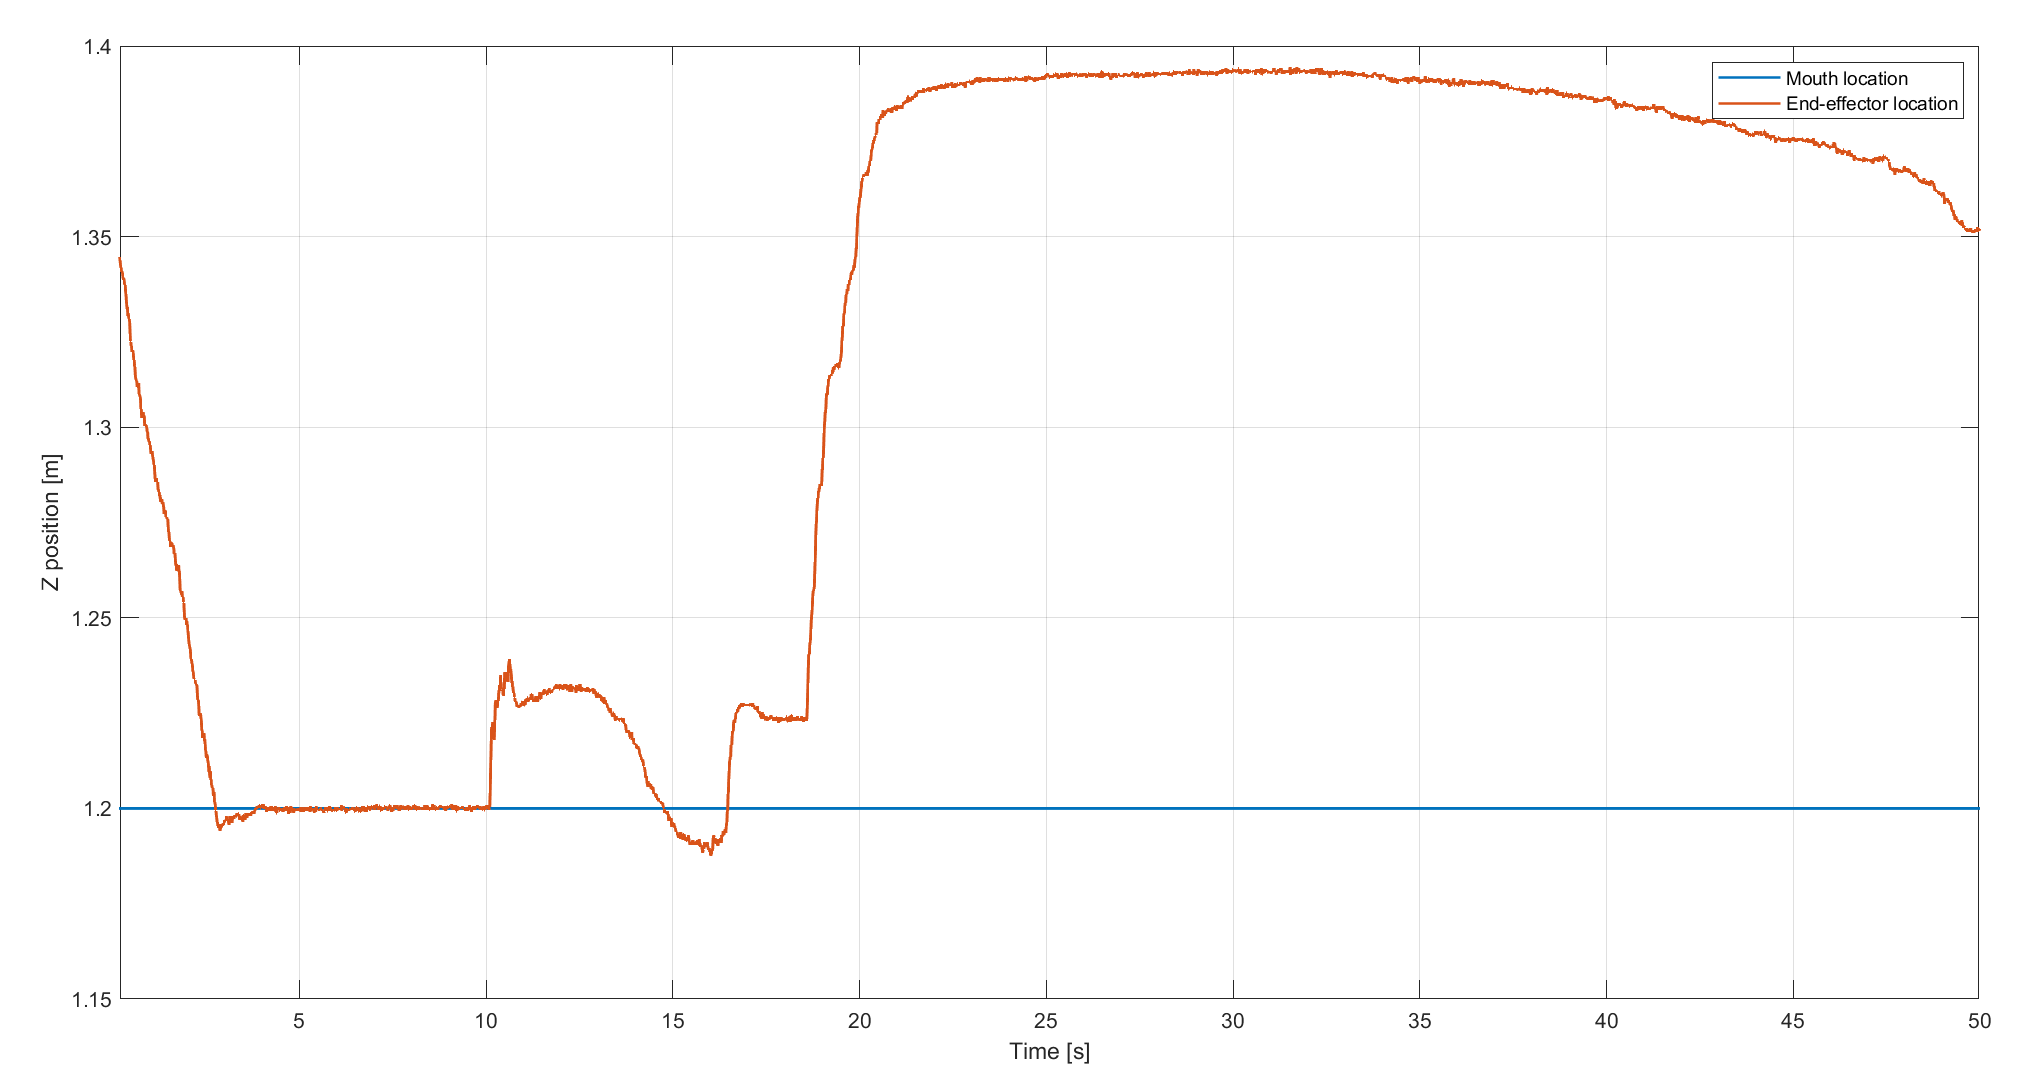 1.4
1.35
1.3
1.25
1.2
1.15
Z position [m]
Mouth location
End-effector location
5 10 15 20 25 30 35 40 45 50
Time [s]